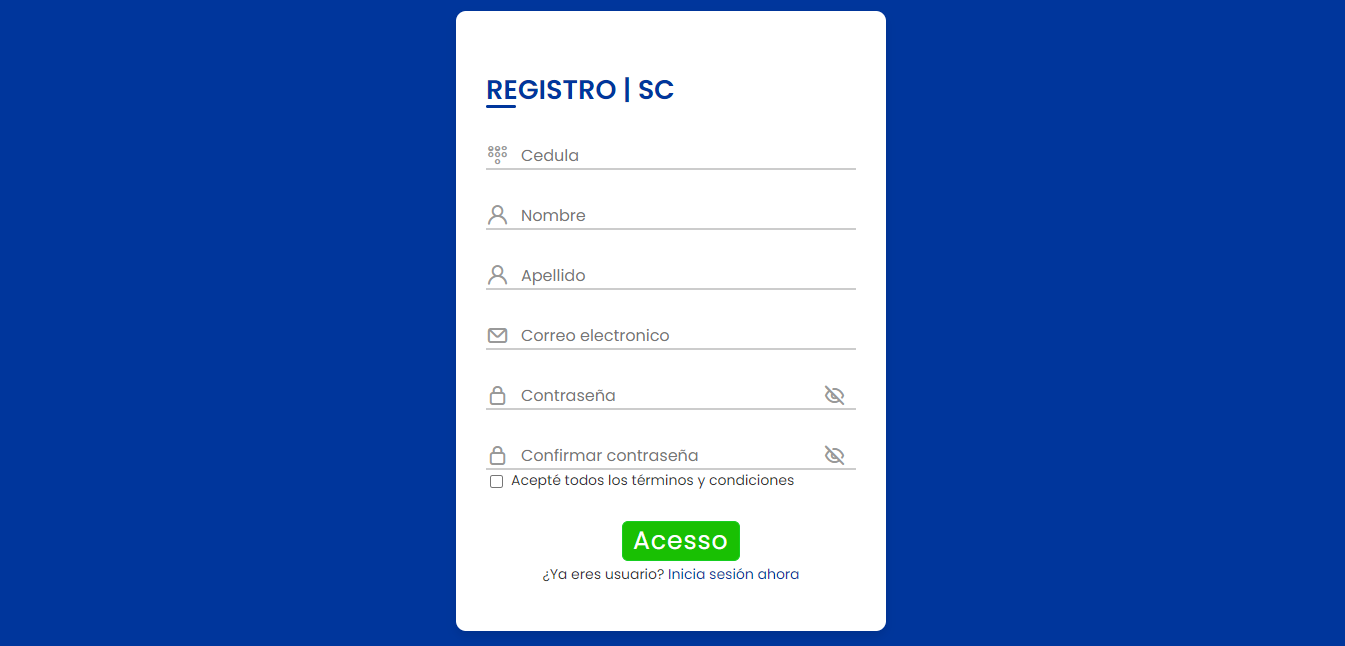 REGISTRO | SC
Cedula
Nombre
Apellido
Correo electronico
Contraseña
Confirmar contraseña
Acepté todos los términos y condiciones
Acesso
¿Ya eres usuario? Inicia sesión ahora